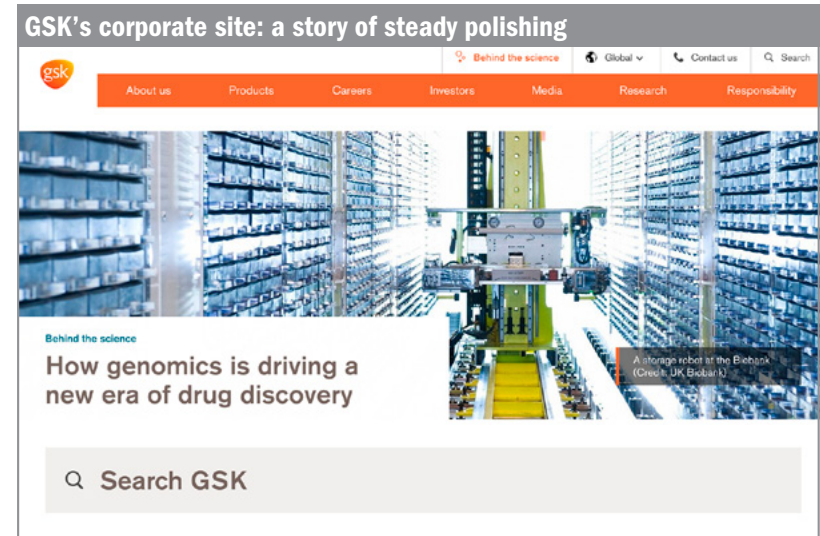 GSK’s corporate site: a story of steady polishing
gsk
Behind the science
Global
Contact us
Search
About us
Products
Careers
Investors
Media
Research
Responsibility
Behind the science
How genomics is driving a
new era of drug discovery
A storage robot at the Biobank
(Credit: UK Biobank)
Search GSK